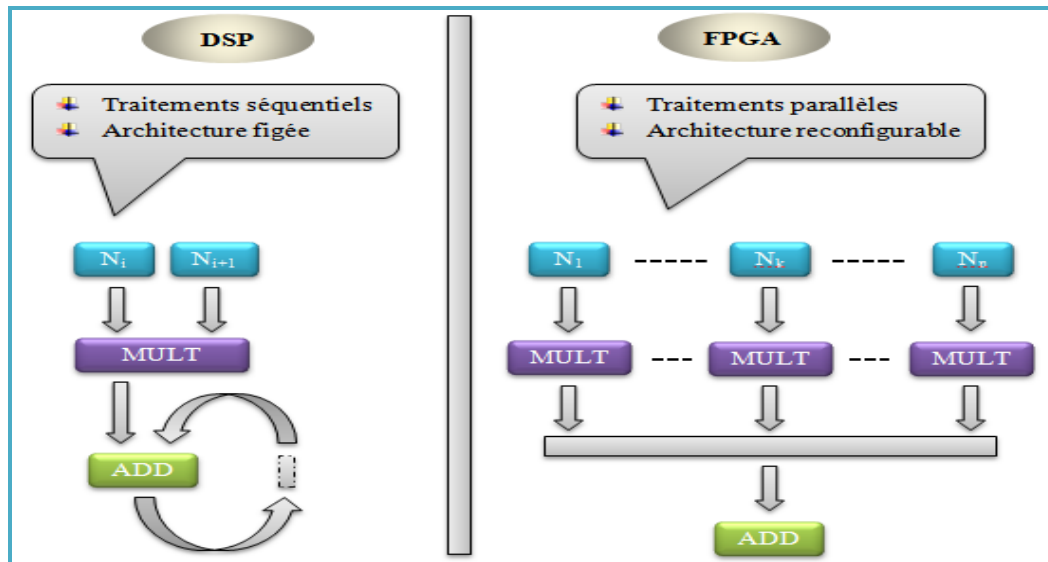 DSP
Traitements séquentiels
Architecture figée
Ni
Ni+1
MULT
ADD
FPGA
Traitements parallèles
Architecture reconfigurable
N1 ----- Nk ----- Nn
MULT --- MULT --- MULT
ADD